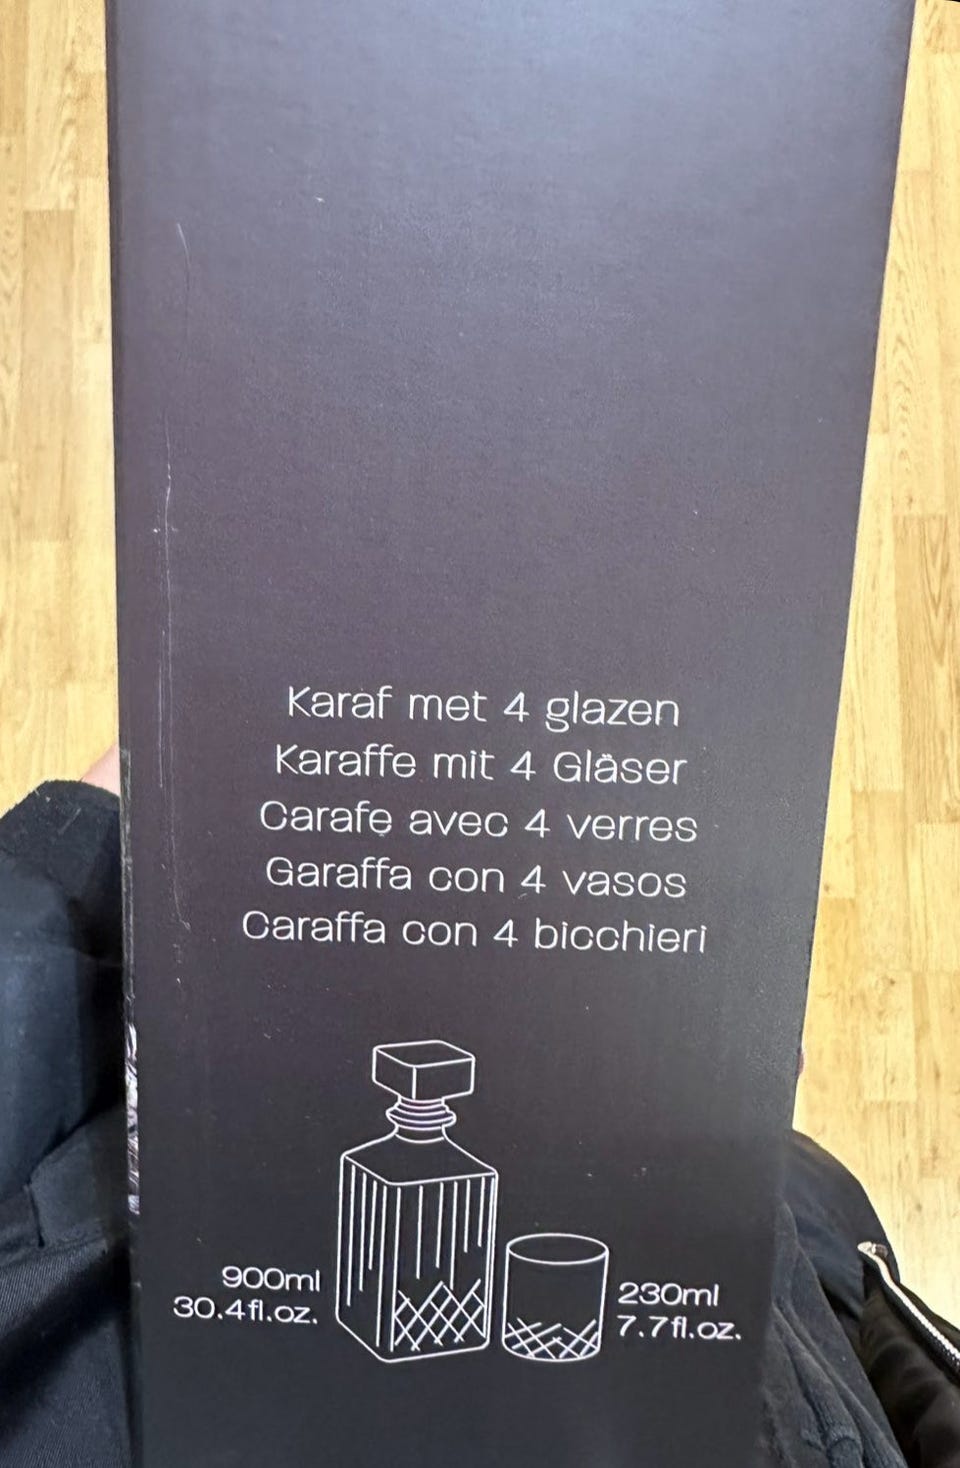 Karaf met 4 glazen
Karaffe mit 4 Gläser
Carafe avec 4 verres
Garaffa con 4 vasos
Caraffa con 4 bicchieri
900ml
30.4fl.oz.
230ml
7.7fl.oz.